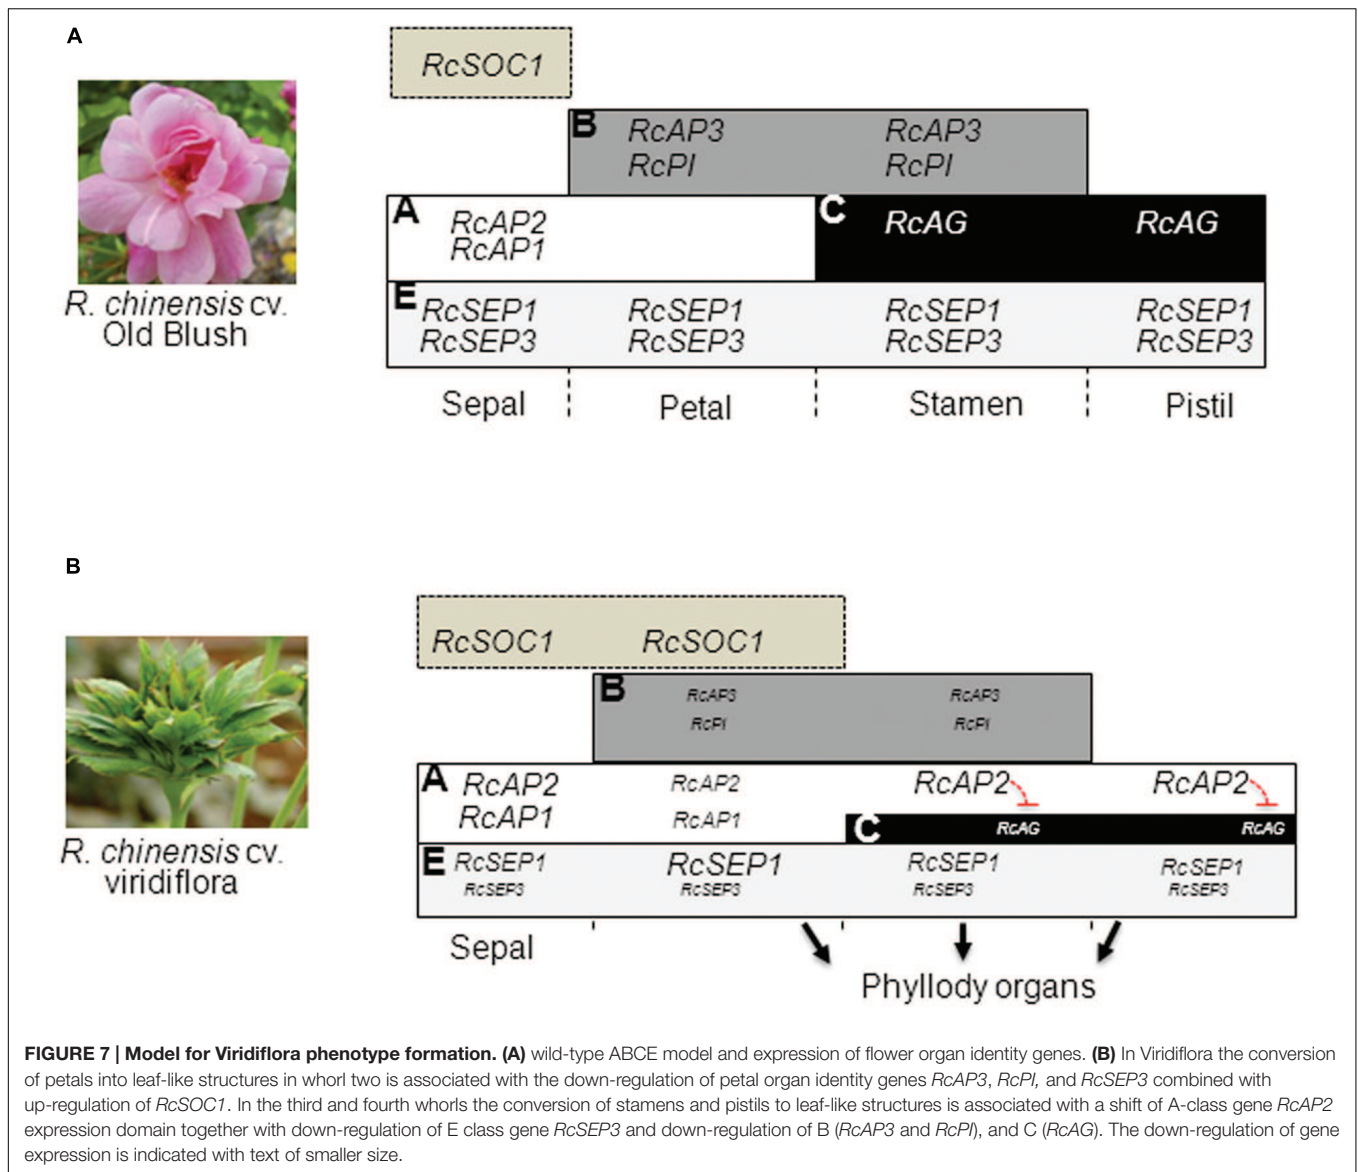 A
RcSOC1
B RcAP3 RcAP3
RcPI RcPI
A RcAP2 C RcAG RcAG
RcAP1
E RcSEP1 RcSEP1 RcSEP1 RcSEP1
RcSEP3 RcSEP3 RcSEP3 RcSEP3
R. chinensis cv.
Old Blush
Sepal Petal Stamen Pistil
B
RcSOC1 RcSOC1
B RcAP3 RcAP3
RcPI RcPI
A RcAP2 RcAP2 RcAP2 RcAP2
RcAP1 RcAP1 C RcAG RcAG
E RcSEP1 RcSEP1 RcSEP1 RcSEP1
RcSEP3 RcSEP3 RcSEP3 RcSEP3
R. chinensis cv.
viridiflora
Sepal
Phyllody organs
FIGURE 7 | Model for Viridiflora phenotype formation. (A) wild-type ABCE model and expression of flower organ identity genes. (B) In Viridiflora the conversion
of petals into leaf-like structures in whorl two is associated with the down-regulation of petal organ identity genes RcAP3, RcPI, and RcSEP3 combined with
up-regulation of RcSOC1. In the third and fourth whorls the conversion of stamens and pistils to leaf-like structures is associated with a shift of A-class gene RcAP2
expression domain together with down-regulation of E class gene RcSEP3 and down-regulation of B (RcAP3 and RcPI), and C (RcAG). The down-regulation of gene
expression is indicated with text of smaller size.